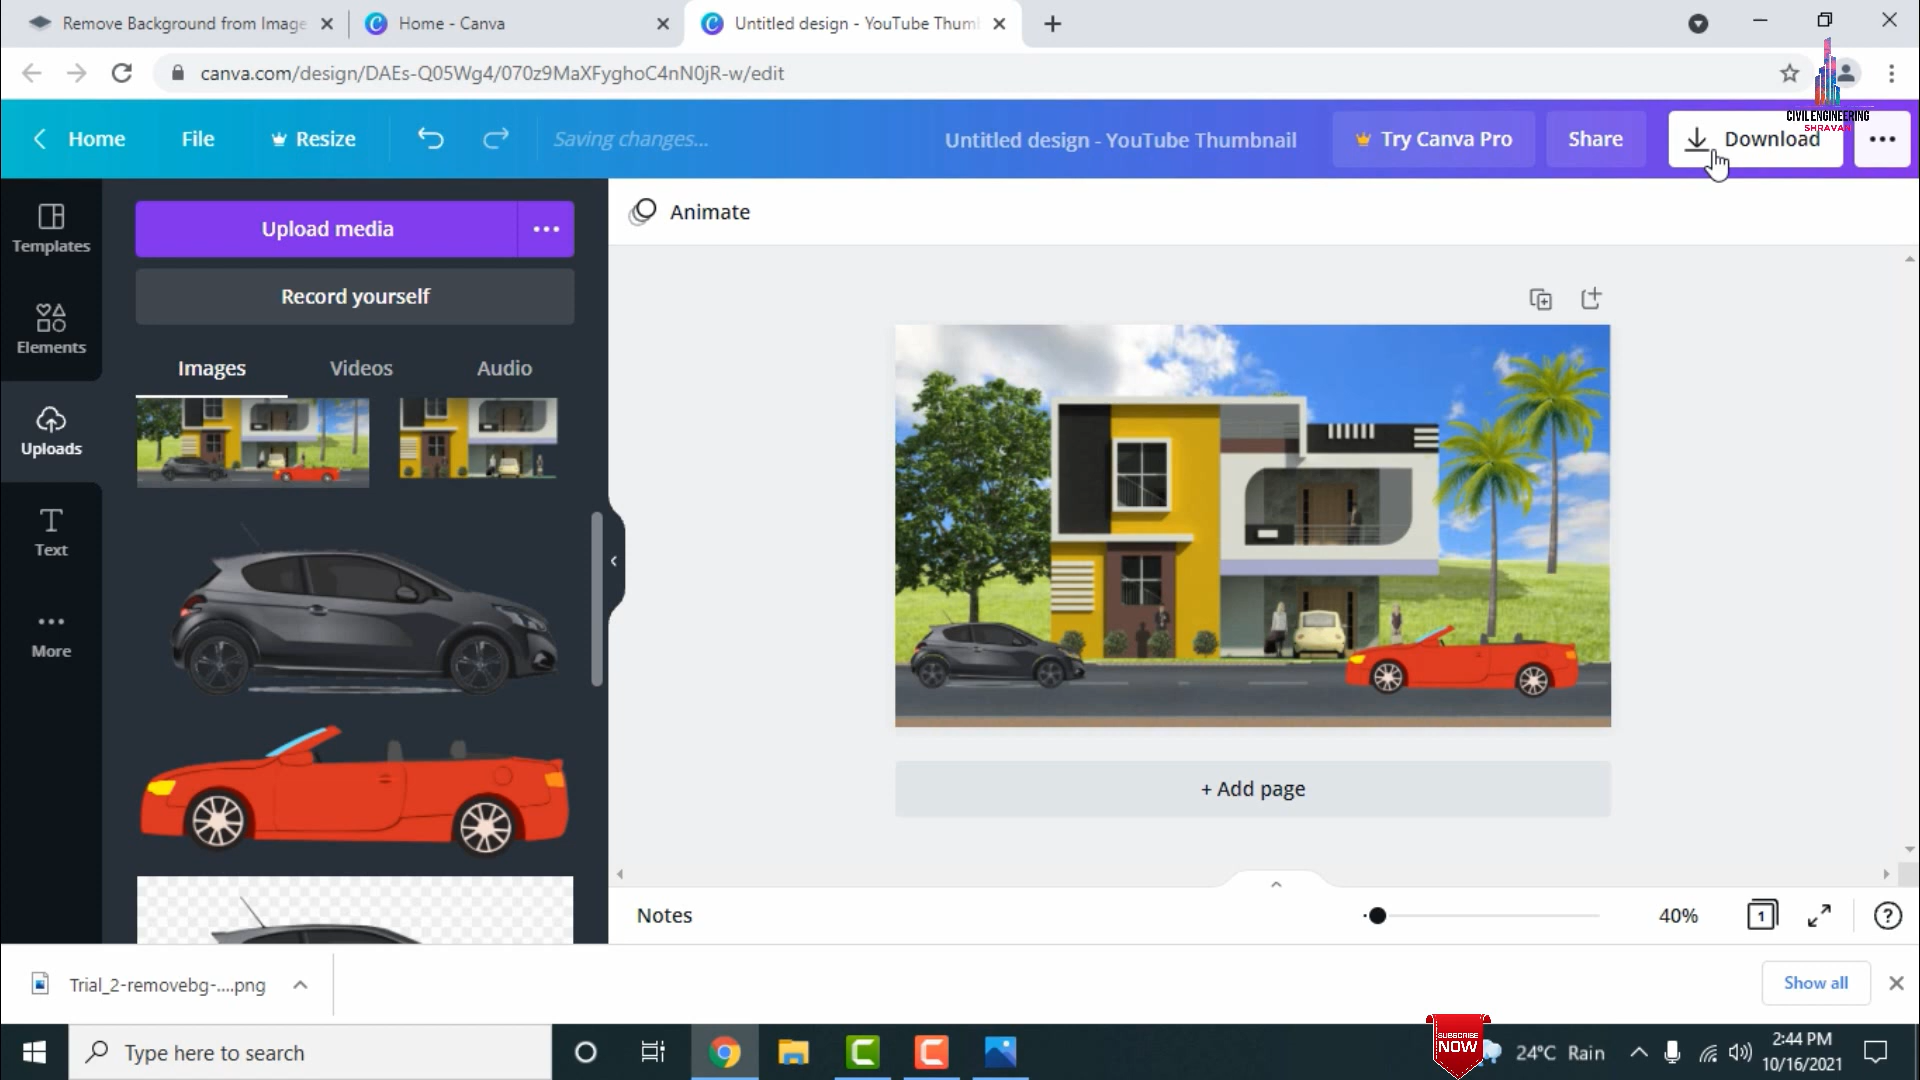 Remove Background from Image
Home - Canva
Untitled design - YouTube Thum
canva.com/design/DAEs-Q05Wg4/070z9MaXFyghoC4nN0jR-w/edit
CIVIL ENGINEERING
SHRAVANI
Home
File
Resize
Saving changes...
Untitled design - YouTube Thumbnail
Try Canva Pro
Share
Download
Templates
Elements
Uploads
Text
More
Upload media
Record yourself
Images
Videos
Audio
Animate
+ Add page
Notes
40%
1
Trial_2-removebg-....png
Show all
Type here to search
SUBSCRIBE
NOW
24°C Rain
2:44 PM
10/16/2021